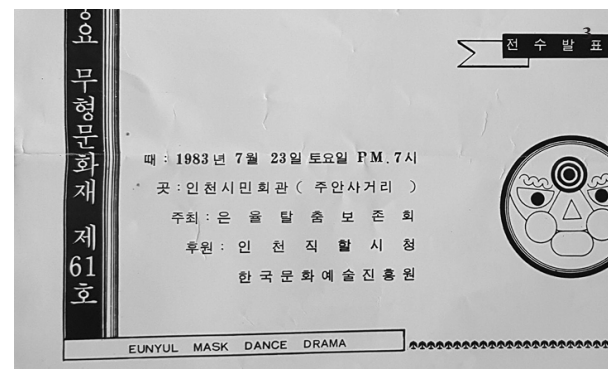 요 무형문화재 제61호
전 수 발 표
때 : 1983년 7월 23일 토요일 PM. 7시
곳 : 인천시민회관 ( 주안사거리 )
주최 : 은 율 탈 춤 보 존 회
후원 : 인 천 직 할 시 청
한 국 문 화 예 술 진 흥 원
EUNYUL MASK DANCE DRAMA